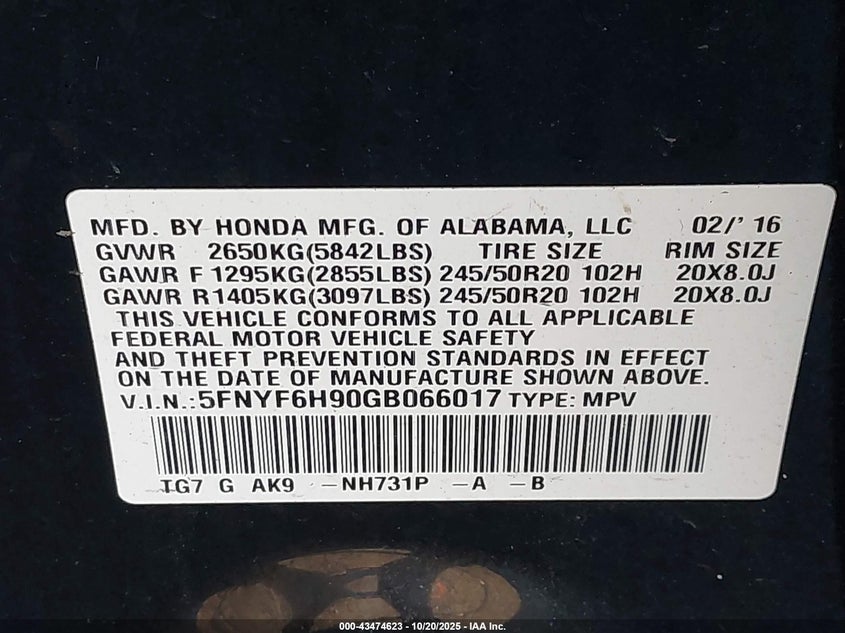 MFD. BY HONDA MFG. OF ALABAMA, LLC 02/' 16
GVWR 2650KG(5842LBS) TIRE SIZE RIM SIZE
GAWR F 1295KG(2855LBS) 245/50R20 102H 20X8.0J
GAWR R1405KG(3097LBS) 245/50R20 102H 20X8.0J
THIS VEHICLE CONFORMS TO ALL APPLICABLE
FEDERAL MOTOR VEHICLE SAFETY
AND THEFT PREVENTION STANDARDS IN EFFECT
ON THE DATE OF MANUFACTURE SHOWN ABOVE.
V.I.N.:5FNYF6H90GB066017 TYPE: MPV
TG7 G AK9 -NH731P -A -B
000-43474623 - 10/20/2025 - IAA Inc.